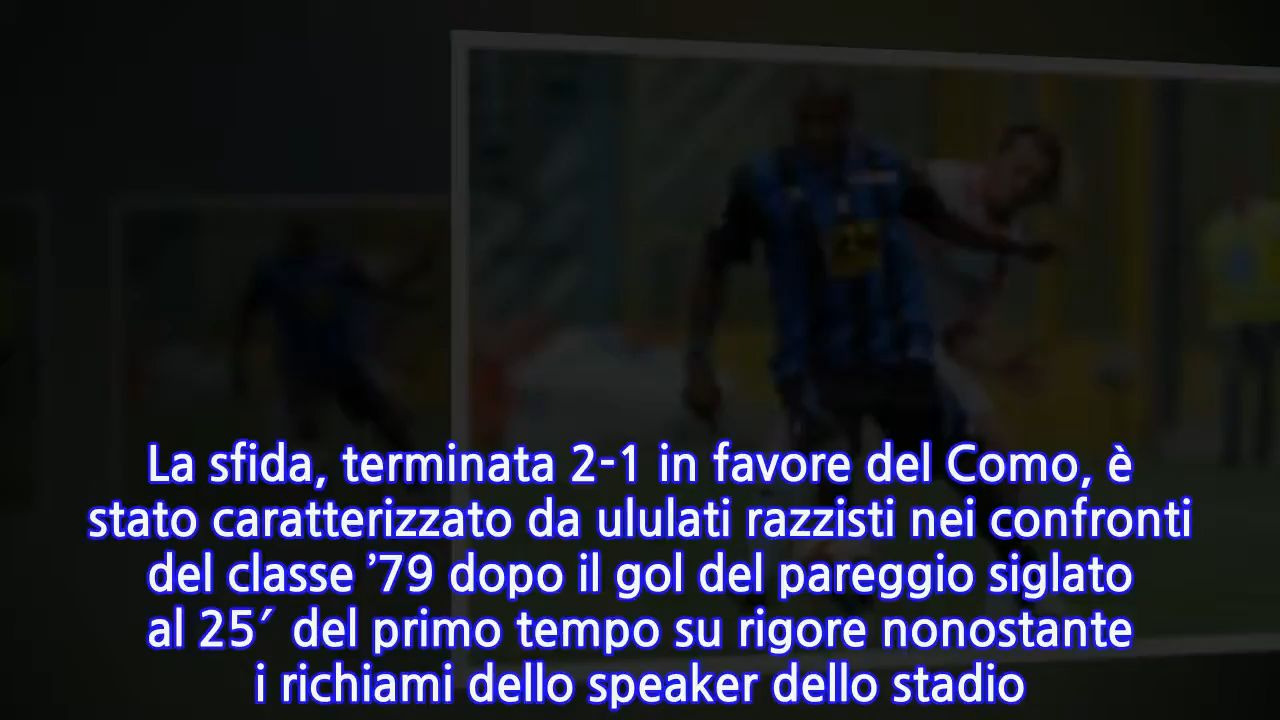 La sfida, terminata 2-1 in favore del Como, è
stato caratterizzato da ululati razzisti nei confronti
del classe ’79 dopo il gol del pareggio siglato
al 25′ del primo tempo su rigore nonostante
i richiami dello speaker dello stadio